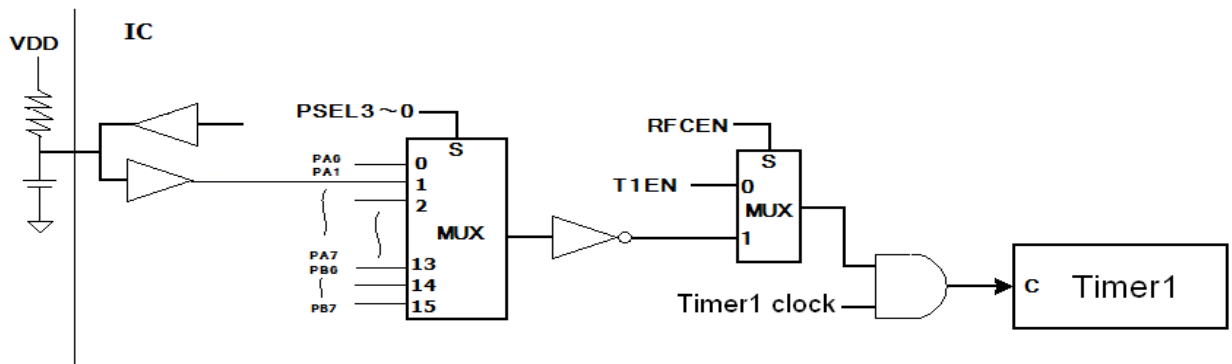 IC
VDD
PSEL3~0
RFCEN
S
S
PA0
0
PA1
1
T1EN
0
2
MUX
MUX
1
PA7
13
PB0
14
PB7
15
Timer1 clock
C
Timer1